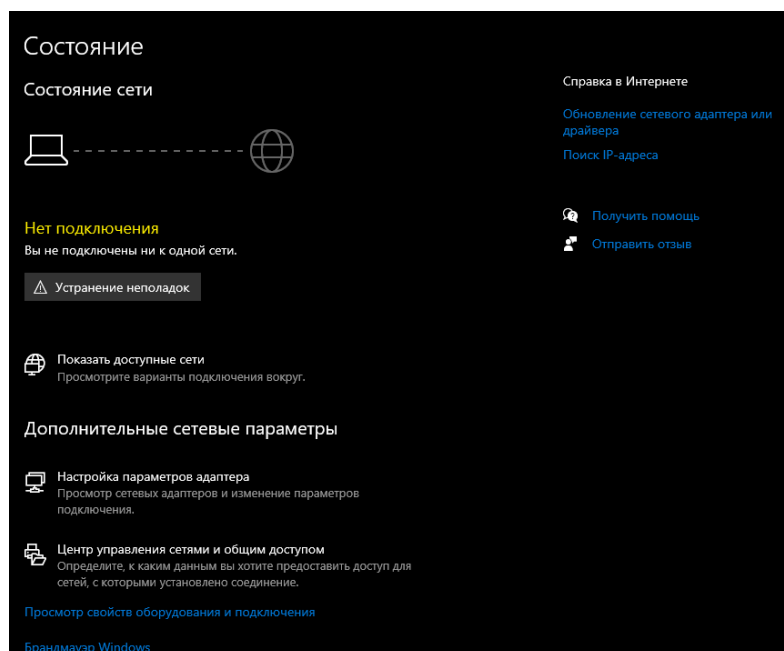 Состояние
Состояние сети
Нет подключения
Вы не подключены ни к одной сети.
Устранение неполадок
Показать доступные сети
Просмотрите варианты подключения вокруг.
Дополнительные сетевые параметры
Настройка параметров адаптера
Просмотр сетевых адаптеров и изменение параметров
подключения.
Центр управления сетями и общим доступом
Определите, к каким данным вы хотите предоставить доступ для
сетей, с которыми установлено соединение.
Просмотр свойств оборудования и подключения
Брандмауэр Windows
Справка в Интернете
Обновление сетевого адаптера или
драйвера
Поиск IP-адреса
Получить помощь
Отправить отзыв